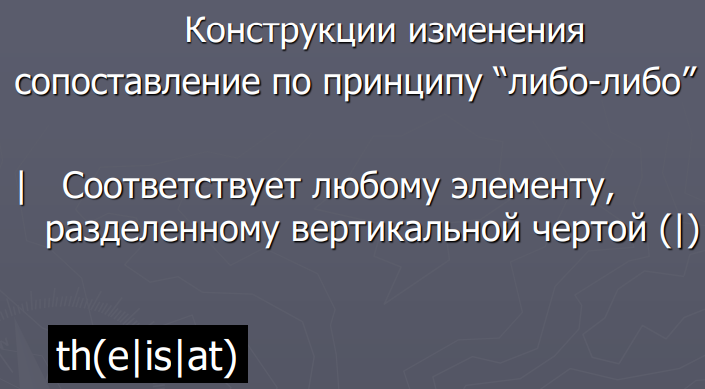 Конструкции изменения
сопоставление по принципу “либо-либо”
| Соответствует любому элементу,
разделенному вертикальной чертой (|)
th(e|is|at)